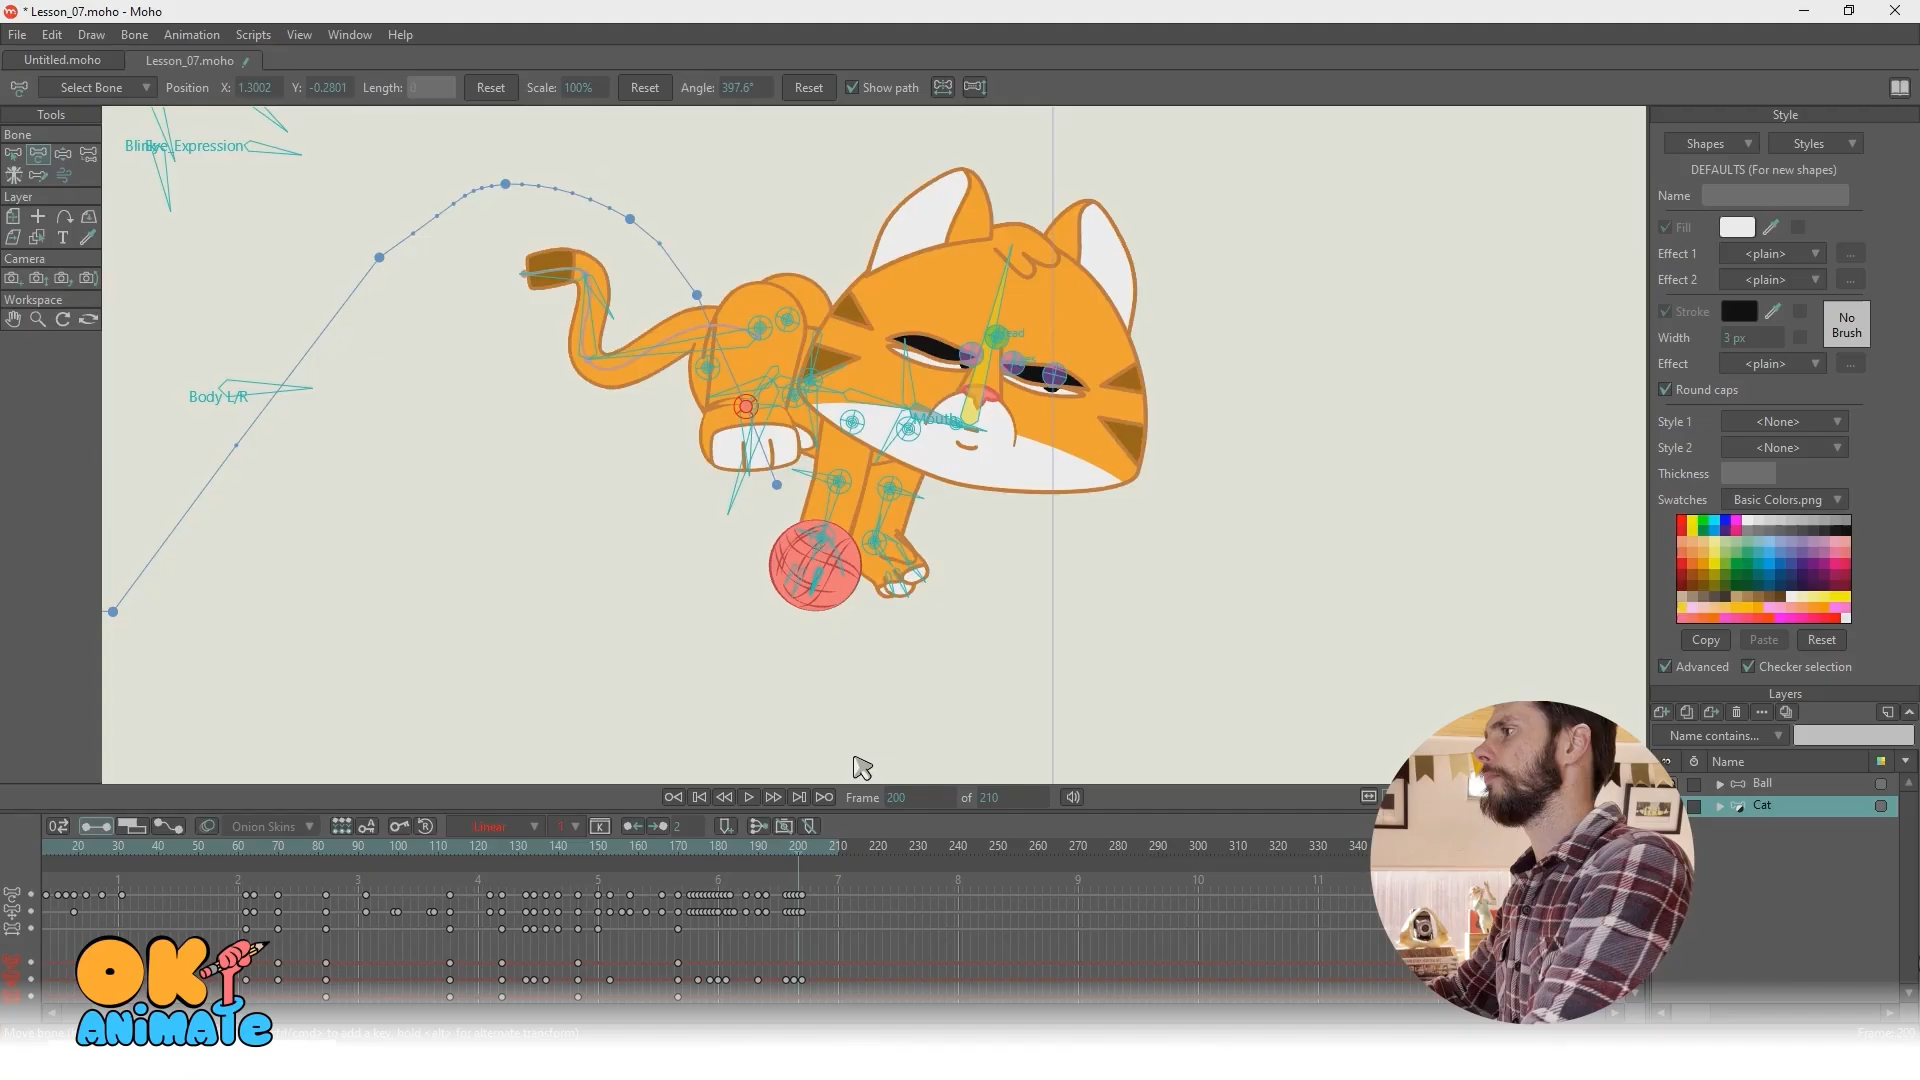 * Lesson_07.moho - Moho
File Edit Draw Bone Animation Scripts View Window Help
Untitled.moho Lesson_07.moho
Select Bone Position X: 1.3002 Y: -0.2801 Length: 0 Reset Scale: 100% Reset Angle: 397.6° Reset Show path
Tools
Bone
Layer
Camera
Workspace
Body L/R
Mouth
Style
Shapes Styles
DEFAULTS (For new shapes)
Name
Fill
Effect 1 <plain> ...
Effect 2 <plain> ...
Stroke
No Brush
Width 3 px
Effect <plain> ...
Round caps
Style 1 <None>
Style 2 <None>
Thickness
Swatches Basic Colors.png
Copy Paste Reset
Advanced Checker selection
Layers
Name contains...
Name
Ball
Cat
Frame 200 of 210
Onion Skins Linear 1 K 2
20 30 40 50 60 70 80 90 100 110 120 130 140 150 160 170 180 190 200 210 220 230 240 250 260 270 280 290 300 310 320 330 340
1 2 3 4 5 6 7 8 9 10 11
OK!
ANiMATe
Frame: 200